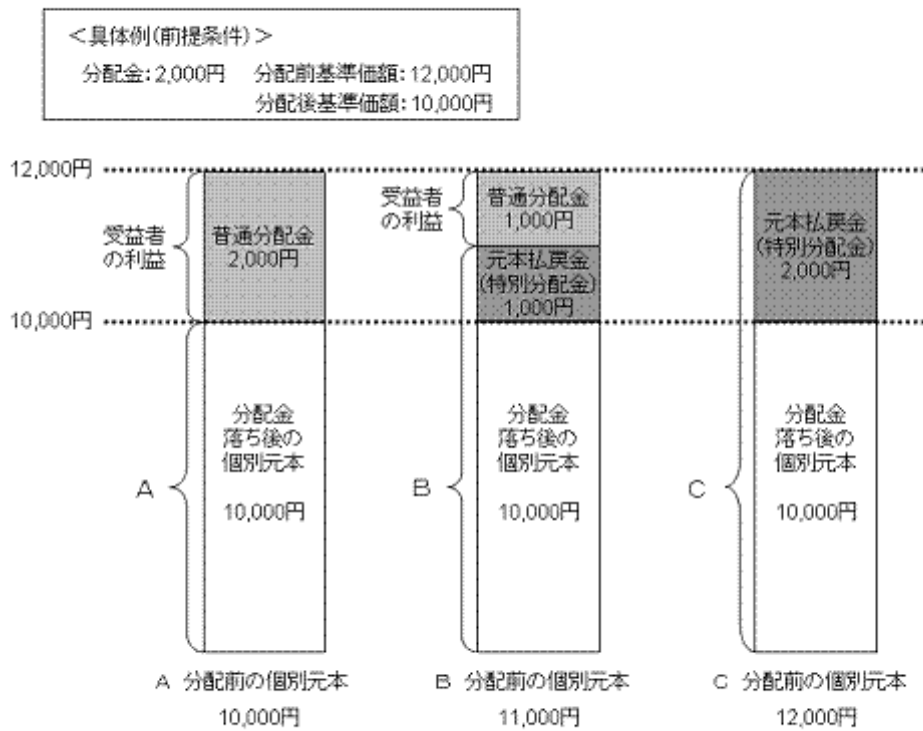 ＜具体例(前提条件)＞
分配金：2,000円　分配前基準価額：12,000円
分配後基準価額：10,000円
12,000円
10,000円
受益者
の利益
普通分配金
2,000円
A
分配金
落ち後の
個別元本
10,000円
A 分配前の個別元本
10,000円
受益者
の利益
普通分配金
1,000円
元本払戻金
(特別分配金)
1,000円
B
分配金
落ち後の
個別元本
10,000円
B 分配前の個別元本
11,000円
元本払戻金
(特別分配金)
2,000円
C
分配金
落ち後の
個別元本
10,000円
C 分配前の個別元本
12,000円